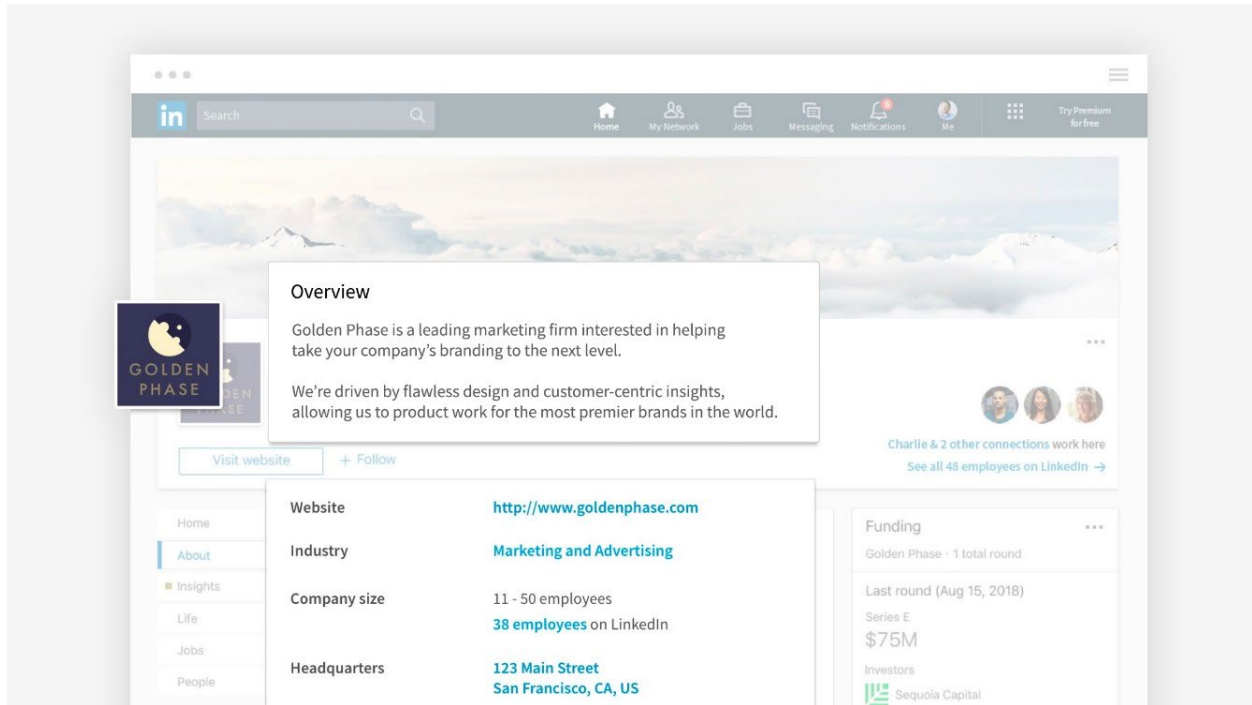 in
Search
Home
My Network
Jobs
Messaging
8
Notifications
Me
Try Premium
for free
Overview
Golden Phase is a leading marketing firm interested in helping
take your company's branding to the next level.
We're driven by flawless design and customer-centric insights,
allowing us to product work for the most premier brands in the world.
GOLDEN
PHASE
Visit website
+ Follow
Charlie & 2 other connections work here
See all 48 employees on LinkedIn →
Home
About
Insights
Life
Jobs
People
Website http://www.goldenphase.com
Industry Marketing and Advertising
Company size 11 - 50 employees
38 employees on LinkedIn
Headquarters 123 Main Street
San Francisco, CA, US
Funding
Golden Phase · 1 total round
Last round (Aug 15, 2018)
Series E
$75M
Investors
Sequoia Capital